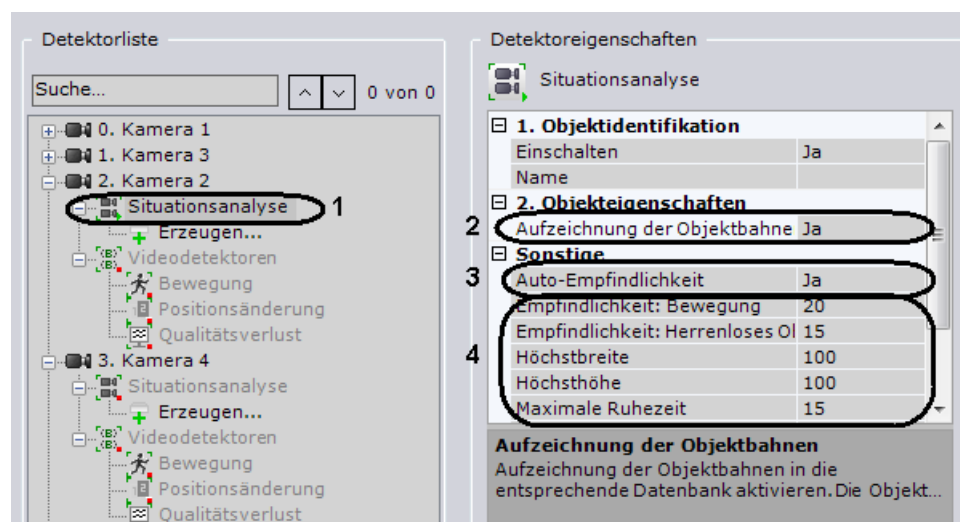 Detektorliste
Suche...
0 von 0
0. Kamera 1
1. Kamera 3
2. Kamera 2
Situationsanalyse
1
Erzeugen...
Videodetektoren
Bewegung
Positionsänderung
Qualitätsverlust
3. Kamera 4
Situationsanalyse
Erzeugen...
Videodetektoren
Bewegung
Positionsänderung
Qualitätsverlust
Detektoreigenschaften
Situationsanalyse
1. Objektidentifikation
Einschalten Ja
Name
2. Objekteigenschaften
2 Aufzeichnung der Objektbahne Ja
Sonstige
3 Auto-Empfindlichkeit Ja
Empfindlichkeit: Bewegung 20
Empfindlichkeit: Herrenloses Ol 15
4 Höchstbreite 100
Höchsthöhe 100
Maximale Ruhezeit 15
Aufzeichnung der Objektbahnen
Aufzeichnung der Objektbahnen in die
entsprechende Datenbank aktivieren.Die Objekt...